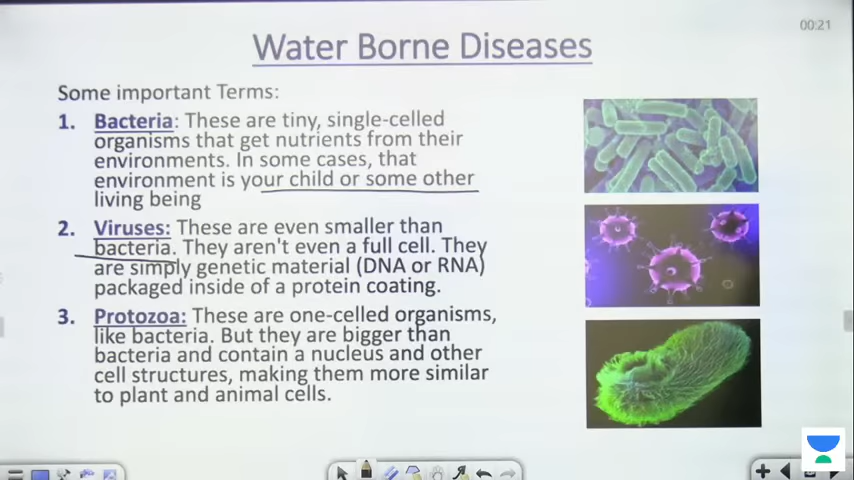 00:21
Water Borne Diseases
Some important Terms:
1. Bacteria: These are tiny, single-celled
organisms that get nutrients from their
environments. In some cases, that
environment is your child or some other
living being
2. Viruses: These are even smaller than
bacteria. They aren't even a full cell. They
are simply genetic material (DNA or RNA)
packaged inside of a protein coating.
3. Protozoa: These are one-celled organisms,
like bacteria. But they are bigger than
bacteria and contain a nucleus and other
cell structures, making them more similar
to plant and animal cells.